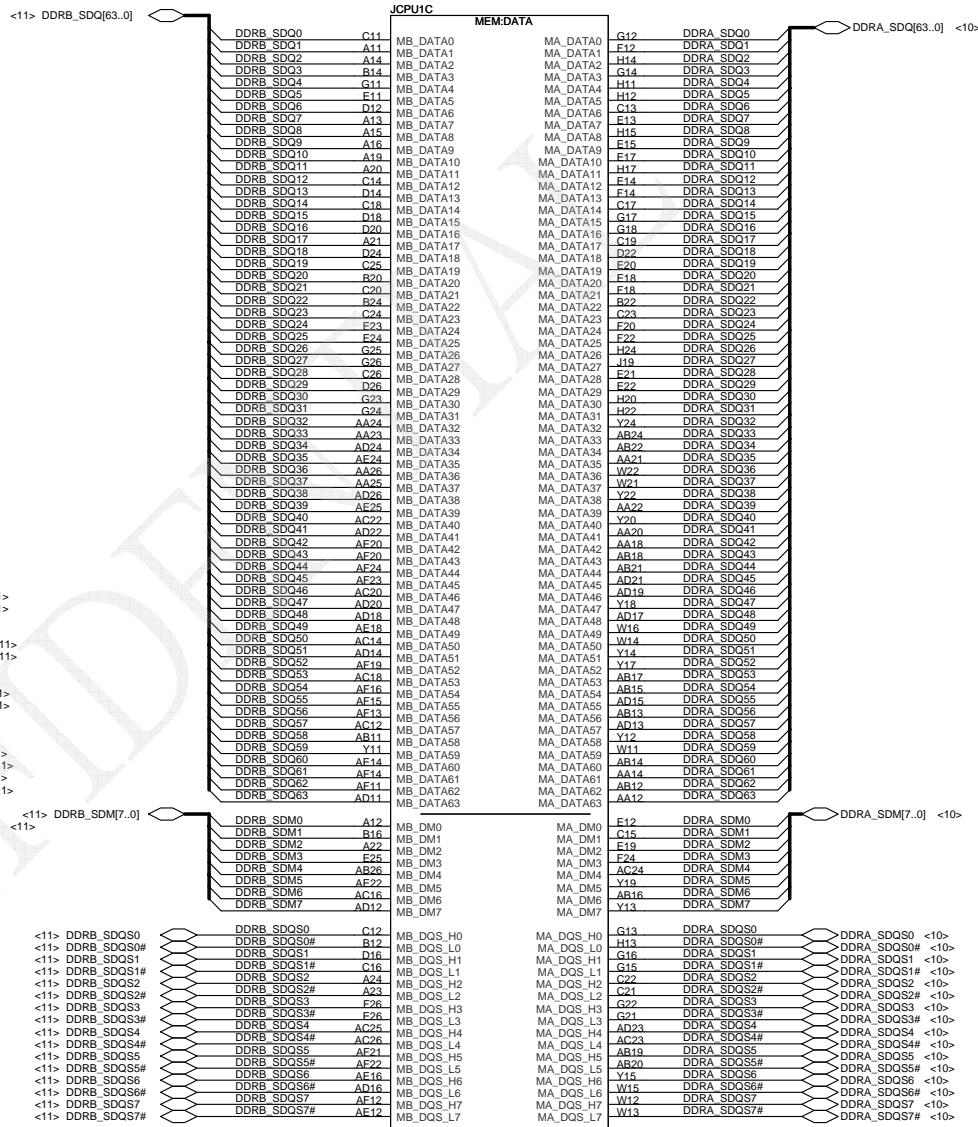 JCPU1C
<11> DDRB_SDQ[63..0] MEM:DATA DDRA_SDQ[63..0] <10>
DDRB_SDQ0 C11 MB_DATA0 MA_DATA0 G12 DDRA_SDQ0
DDRB_SDQ1 A11 MB_DATA1 MA_DATA1 F12 DDRA_SDQ1
DDRB_SDQ2 A14 MB_DATA2 MA_DATA2 H14 DDRA_SDQ2
DDRB_SDQ3 B14 MB_DATA3 MA_DATA3 G14 DDRA_SDQ3
DDRB_SDQ4 G11 MB_DATA4 MA_DATA4 H11 DDRA_SDQ4
DDRB_SDQ5 E11 MB_DATA5 MA_DATA5 H12 DDRA_SDQ5
DDRB_SDQ6 D12 MB_DATA6 MA_DATA6 C13 DDRA_SDQ6
DDRB_SDQ7 A13 MB_DATA7 MA_DATA7 E13 DDRA_SDQ7
DDRB_SDQ8 A15 MB_DATA8 MA_DATA8 H15 DDRA_SDQ8
DDRB_SDQ9 A16 MB_DATA9 MA_DATA9 E15 DDRA_SDQ9
DDRB_SDQ10 A19 MB_DATA10 MA_DATA10 E17 DDRA_SDQ10
DDRB_SDQ11 A20 MB_DATA11 MA_DATA11 H17 DDRA_SDQ11
DDRB_SDQ12 C14 MB_DATA12 MA_DATA12 E14 DDRA_SDQ12
DDRB_SDQ13 D14 MB_DATA13 MA_DATA13 F14 DDRA_SDQ13
DDRB_SDQ14 C18 MB_DATA14 MA_DATA14 C17 DDRA_SDQ14
DDRB_SDQ15 D18 MB_DATA15 MA_DATA15 G17 DDRA_SDQ15
DDRB_SDQ16 D20 MB_DATA16 MA_DATA16 G18 DDRA_SDQ16
DDRB_SDQ17 A21 MB_DATA17 MA_DATA17 C19 DDRA_SDQ17
DDRB_SDQ18 D24 MB_DATA18 MA_DATA18 D22 DDRA_SDQ18
DDRB_SDQ19 C25 MB_DATA19 MA_DATA19 E20 DDRA_SDQ19
DDRB_SDQ20 B20 MB_DATA20 MA_DATA20 E18 DDRA_SDQ20
DDRB_SDQ21 C20 MB_DATA21 MA_DATA21 F18 DDRA_SDQ21
DDRB_SDQ22 B24 MB_DATA22 MA_DATA22 B22 DDRA_SDQ22
DDRB_SDQ23 C24 MB_DATA23 MA_DATA23 C23 DDRA_SDQ23
DDRB_SDQ24 E23 MB_DATA24 MA_DATA24 F20 DDRA_SDQ24
DDRB_SDQ25 E24 MB_DATA25 MA_DATA25 F22 DDRA_SDQ25
DDRB_SDQ26 G25 MB_DATA26 MA_DATA26 H24 DDRA_SDQ26
DDRB_SDQ27 G26 MB_DATA27 MA_DATA27 J19 DDRA_SDQ27
DDRB_SDQ28 C26 MB_DATA28 MA_DATA28 E21 DDRA_SDQ28
DDRB_SDQ29 D26 MB_DATA29 MA_DATA29 E22 DDRA_SDQ29
DDRB_SDQ30 G23 MB_DATA30 MA_DATA30 H20 DDRA_SDQ30
DDRB_SDQ31 G24 MB_DATA31 MA_DATA31 H22 DDRA_SDQ31
DDRB_SDQ32 AA24 MB_DATA32 MA_DATA32 Y24 DDRA_SDQ32
DDRB_SDQ33 AA23 MB_DATA33 MA_DATA33 AB24 DDRA_SDQ33
DDRB_SDQ34 AD24 MB_DATA34 MA_DATA34 AB22 DDRA_SDQ34
DDRB_SDQ35 AE24 MB_DATA35 MA_DATA35 AA21 DDRA_SDQ35
DDRB_SDQ36 AA26 MB_DATA36 MA_DATA36 W22 DDRA_SDQ36
DDRB_SDQ37 AA25 MB_DATA37 MA_DATA37 W21 DDRA_SDQ37
DDRB_SDQ38 AD26 MB_DATA38 MA_DATA38 Y22 DDRA_SDQ38
DDRB_SDQ39 AE25 MB_DATA39 MA_DATA39 AA22 DDRA_SDQ39
DDRB_SDQ40 AC22 MB_DATA40 MA_DATA40 Y20 DDRA_SDQ40
DDRB_SDQ41 AD22 MB_DATA41 MA_DATA41 AA20 DDRA_SDQ41
DDRB_SDQ42 AE20 MB_DATA42 MA_DATA42 AA18 DDRA_SDQ42
DDRB_SDQ43 AF20 MB_DATA43 MA_DATA43 AB18 DDRA_SDQ43
DDRB_SDQ44 AF24 MB_DATA44 MA_DATA44 AB21 DDRA_SDQ44
DDRB_SDQ45 AF23 MB_DATA45 MA_DATA45 AD21 DDRA_SDQ45
DDRB_SDQ46 AC20 MB_DATA46 MA_DATA46 AD19 DDRA_SDQ46
DDRB_SDQ47 AD20 MB_DATA47 MA_DATA47 Y18 DDRA_SDQ47
DDRB_SDQ48 AD18 MB_DATA48 MA_DATA48 AD17 DDRA_SDQ48
DDRB_SDQ49 AE18 MB_DATA49 MA_DATA49 W16 DDRA_SDQ49
DDRB_SDQ50 AC14 MB_DATA50 MA_DATA50 W14 DDRA_SDQ50
DDRB_SDQ51 AD14 MB_DATA51 MA_DATA51 Y14 DDRA_SDQ51
DDRB_SDQ52 AF19 MB_DATA52 MA_DATA52 Y17 DDRA_SDQ52
DDRB_SDQ53 AC18 MB_DATA53 MA_DATA53 AB17 DDRA_SDQ53
DDRB_SDQ54 AF16 MB_DATA54 MA_DATA54 AB15 DDRA_SDQ54
DDRB_SDQ55 AF15 MB_DATA55 MA_DATA55 AD15 DDRA_SDQ55
DDRB_SDQ56 AF13 MB_DATA56 MA_DATA56 AB13 DDRA_SDQ56
DDRB_SDQ57 AC12 MB_DATA57 MA_DATA57 AD13 DDRA_SDQ57
DDRB_SDQ58 AB11 MB_DATA58 MA_DATA58 Y12 DDRA_SDQ58
DDRB_SDQ59 Y11 MB_DATA59 MA_DATA59 W11 DDRA_SDQ59
DDRB_SDQ60 AE14 MB_DATA60 MA_DATA60 AB14 DDRA_SDQ60
DDRB_SDQ61 AF14 MB_DATA61 MA_DATA61 AA14 DDRA_SDQ61
DDRB_SDQ62 AF11 MB_DATA62 MA_DATA62 AB12 DDRA_SDQ62
DDRB_SDQ63 AD11 MB_DATA63 MA_DATA63 AA12 DDRA_SDQ63
<11> DDRB_SDM[7..0] DDRA_SDM[7..0] <10>
<11>
DDRB_SDM0 A12 MB_DM0 MA_DM0 E12 DDRA_SDM0
DDRB_SDM1 B16 MB_DM1 MA_DM1 C15 DDRA_SDM1
DDRB_SDM2 A22 MB_DM2 MA_DM2 E19 DDRA_SDM2
DDRB_SDM3 E25 MB_DM3 MA_DM3 F24 DDRA_SDM3
DDRB_SDM4 AB26 MB_DM4 MA_DM4 AC24 DDRA_SDM4
DDRB_SDM5 AE22 MB_DM5 MA_DM5 Y19 DDRA_SDM5
DDRB_SDM6 AC16 MB_DM6 MA_DM6 AB16 DDRA_SDM6
DDRB_SDM7 AD12 MB_DM7 MA_DM7 Y13 DDRA_SDM7
<11> DDRB_SDQS0 DDRB_SDQS0 C12 MB_DQS_H0 MA_DQS_H0 G13 DDRA_SDQS0 DDRA_SDQS0 <10>
<11> DDRB_SDQS0# DDRB_SDQS0# B12 MB_DQS_L0 MA_DQS_L0 H13 DDRA_SDQS0# DDRA_SDQS0# <10>
<11> DDRB_SDQS1 DDRB_SDQS1 D16 MB_DQS_H1 MA_DQS_H1 G16 DDRA_SDQS1 DDRA_SDQS1 <10>
<11> DDRB_SDQS1# DDRB_SDQS1# C16 MB_DQS_L1 MA_DQS_L1 G15 DDRA_SDQS1# DDRA_SDQS1# <10>
<11> DDRB_SDQS2 DDRB_SDQS2 A24 MB_DQS_H2 MA_DQS_H2 C22 DDRA_SDQS2 DDRA_SDQS2 <10>
<11> DDRB_SDQS2# DDRB_SDQS2# A23 MB_DQS_L2 MA_DQS_L2 C21 DDRA_SDQS2# DDRA_SDQS2# <10>
<11> DDRB_SDQS3 DDRB_SDQS3 F26 MB_DQS_H3 MA_DQS_H3 G22 DDRA_SDQS3 DDRA_SDQS3 <10>
<11> DDRB_SDQS3# DDRB_SDQS3# E26 MB_DQS_L3 MA_DQS_L3 G21 DDRA_SDQS3# DDRA_SDQS3# <10>
<11> DDRB_SDQS4 DDRB_SDQS4 AC25 MB_DQS_H4 MA_DQS_H4 AD23 DDRA_SDQS4 DDRA_SDQS4 <10>
<11> DDRB_SDQS4# DDRB_SDQS4# AC26 MB_DQS_L4 MA_DQS_L4 AC23 DDRA_SDQS4# DDRA_SDQS4# <10>
<11> DDRB_SDQS5 DDRB_SDQS5 AF21 MB_DQS_H5 MA_DQS_H5 AB19 DDRA_SDQS5 DDRA_SDQS5 <10>
<11> DDRB_SDQS5# DDRB_SDQS5# AF22 MB_DQS_L5 MA_DQS_L5 AB20 DDRA_SDQS5# DDRA_SDQS5# <10>
<11> DDRB_SDQS6 DDRB_SDQS6 AE16 MB_DQS_H6 MA_DQS_H6 Y15 DDRA_SDQS6 DDRA_SDQS6 <10>
<11> DDRB_SDQS6# DDRB_SDQS6# AD16 MB_DQS_L6 MA_DQS_L6 W15 DDRA_SDQS6# DDRA_SDQS6# <10>
<11> DDRB_SDQS7 DDRB_SDQS7 AF12 MB_DQS_H7 MA_DQS_H7 W12 DDRA_SDQS7 DDRA_SDQS7 <10>
<11> DDRB_SDQS7# DDRB_SDQS7# AE12 MB_DQS_L7 MA_DQS_L7 W13 DDRA_SDQS7# DDRA_SDQS7# <10>